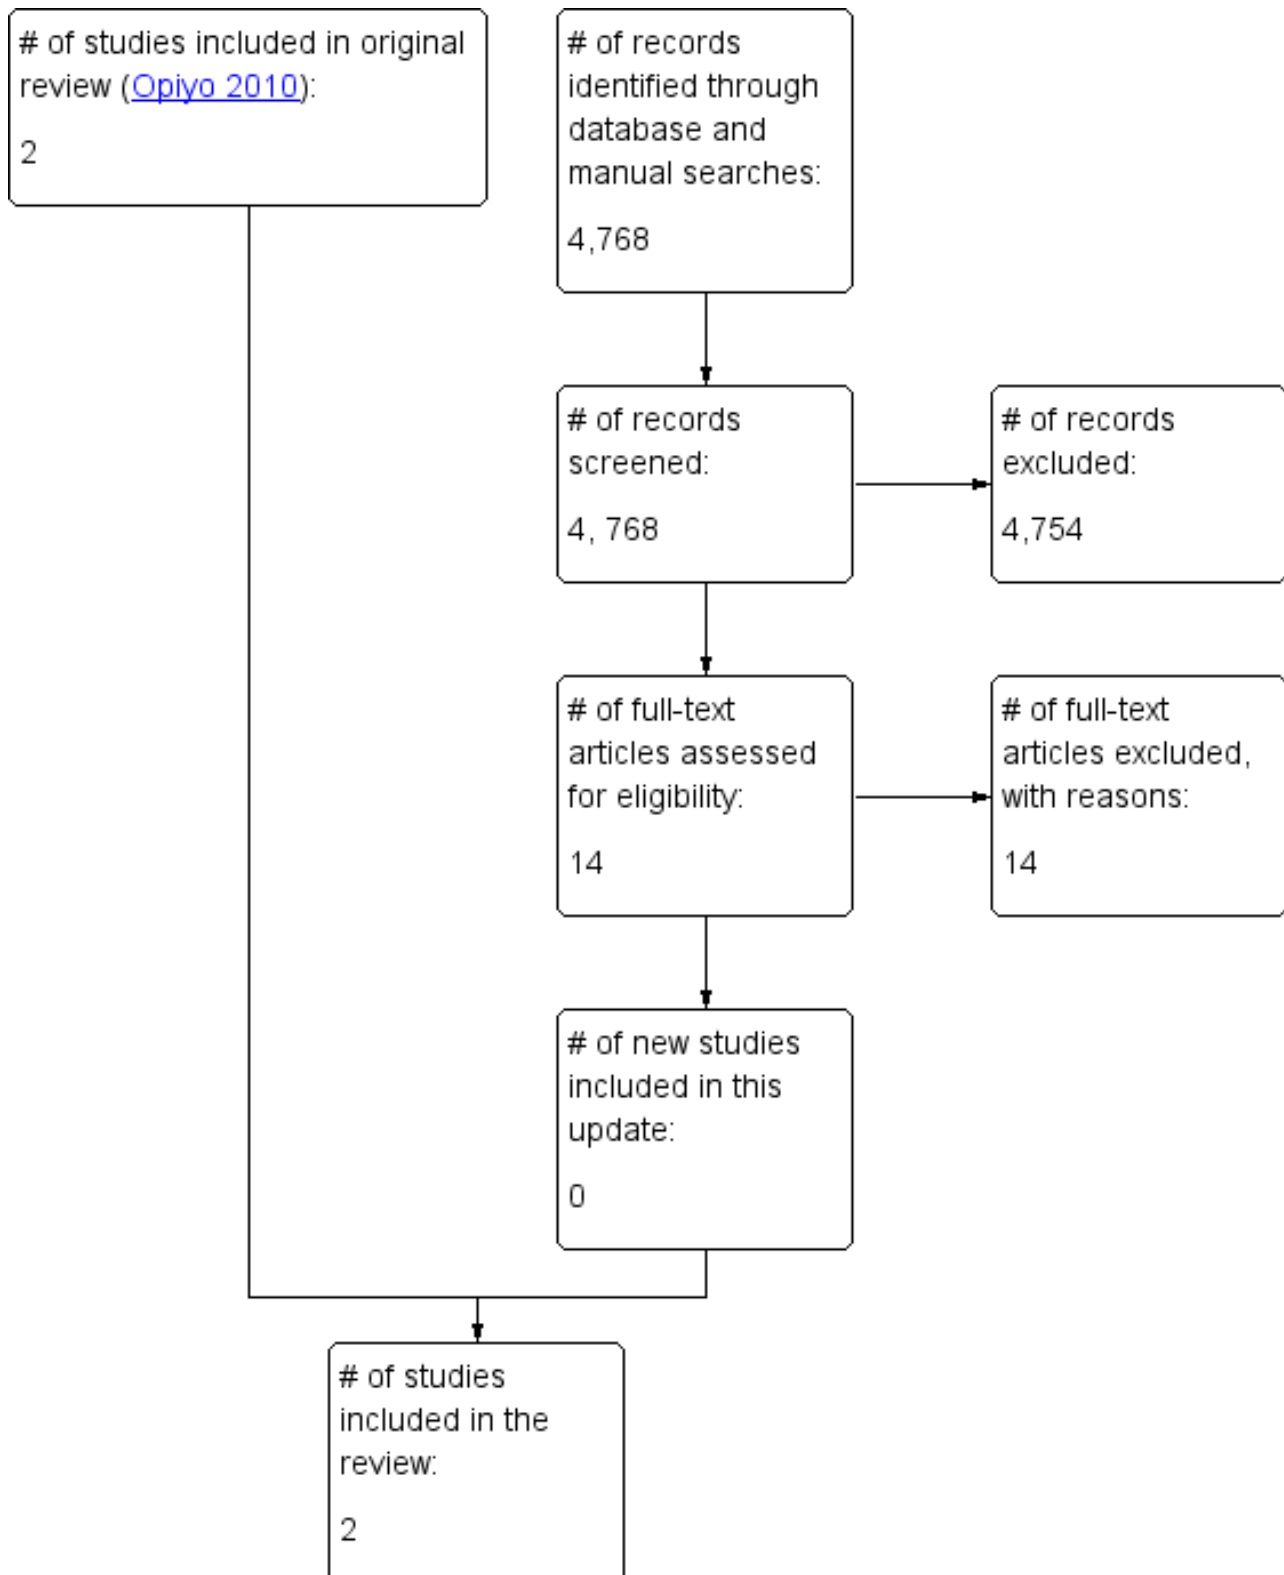 # of studies included in original
review (Opiyo 2010):
2
# of records
identified through
database and
manual searches:
4,768
# of records
screened:
4, 768
# of records
excluded:
4,754
# of full-text
articles assessed
for eligibility:
14
# of full-text
articles excluded,
with reasons:
14
# of new studies
included in this
update:
0
# of studies
included in the
review:
2